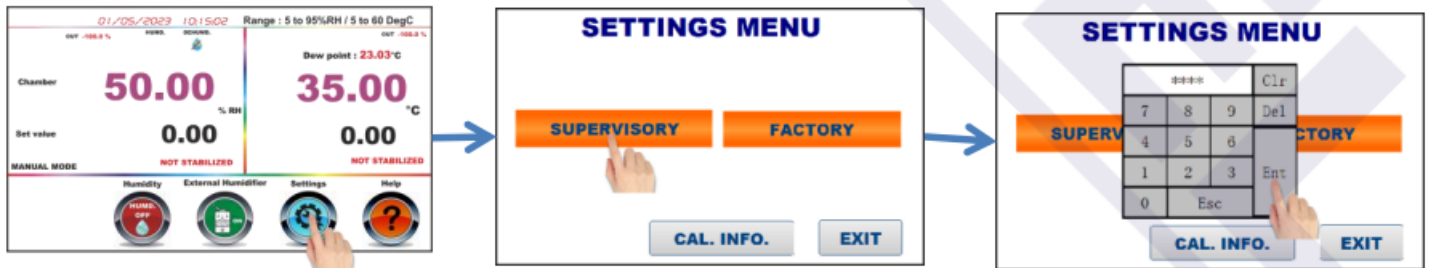 01/05/2023 10:15:02 Range : 5 to 95%RH / 5 to 60 DegC
OUT -100.0 % HUMD. DEHUMD. OUT -100.0 %
Dew point : 23.03°C
Chamber 50.00 % RH 35.00 °C
Set value 0.00 0.00
MANUAL MODE NOT STABILIZED NOT STABILIZED
Humidity External Humidifier Settings Help
HUMD. OFF ON ?
SETTINGS MENU
SUPERVISORY FACTORY
CAL. INFO. EXIT
SETTINGS MENU
**** Clr
7 8 9 Del
SUPERV CTORY
4 5 6
1 2 3 Ent
0 Esc
CAL. INFO. EXIT